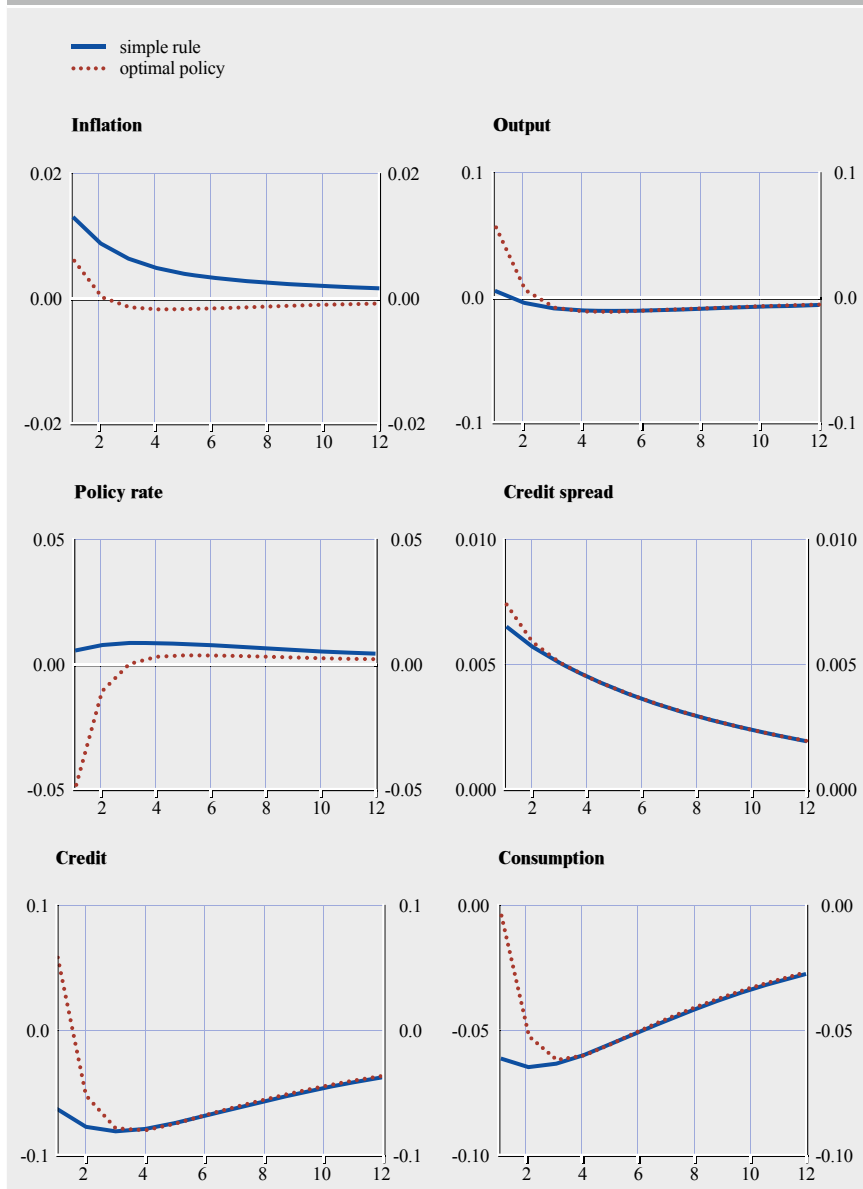 simple rule
optimal policy
Inflation
0.02 0.02
0.00 0.00
-0.02 -0.02
2 4 6 8 10 12
Output
0.1 0.1
0.0 0.0
-0.1 -0.1
2 4 6 8 10 12
Policy rate
0.05 0.05
0.00 0.00
-0.05 -0.05
2 4 6 8 10 12
Credit spread
0.010 0.010
0.005 0.005
0.000 0.000
2 4 6 8 10 12
Credit
0.1 0.1
0.0 0.0
-0.1 -0.1
2 4 6 8 10 12
Consumption
0.00 0.00
-0.05 -0.05
-0.10 -0.10
2 4 6 8 10 12